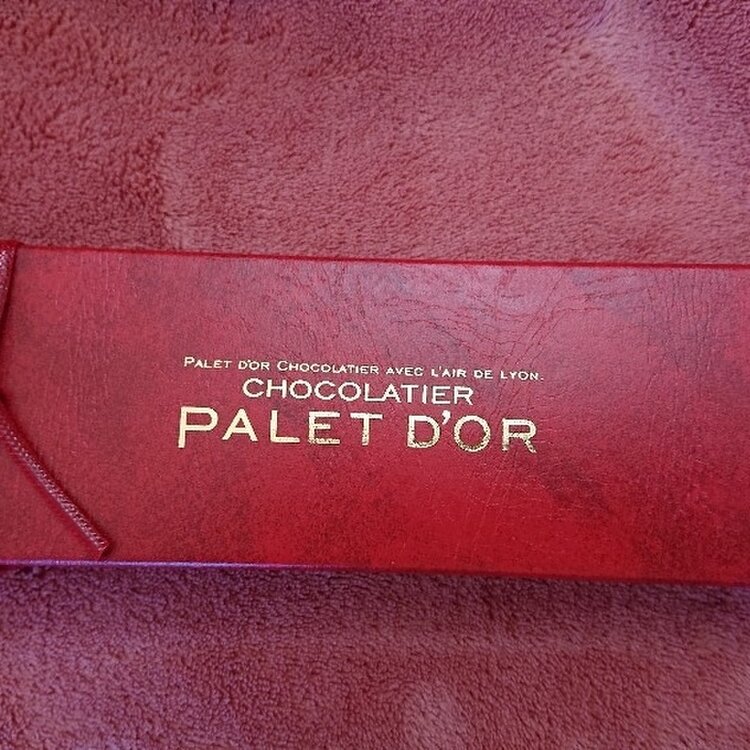 PALET D'OR CHOCOLATIER AVEC L'AIR DE LYON.
CHOCOLATIER
PALET D'OR